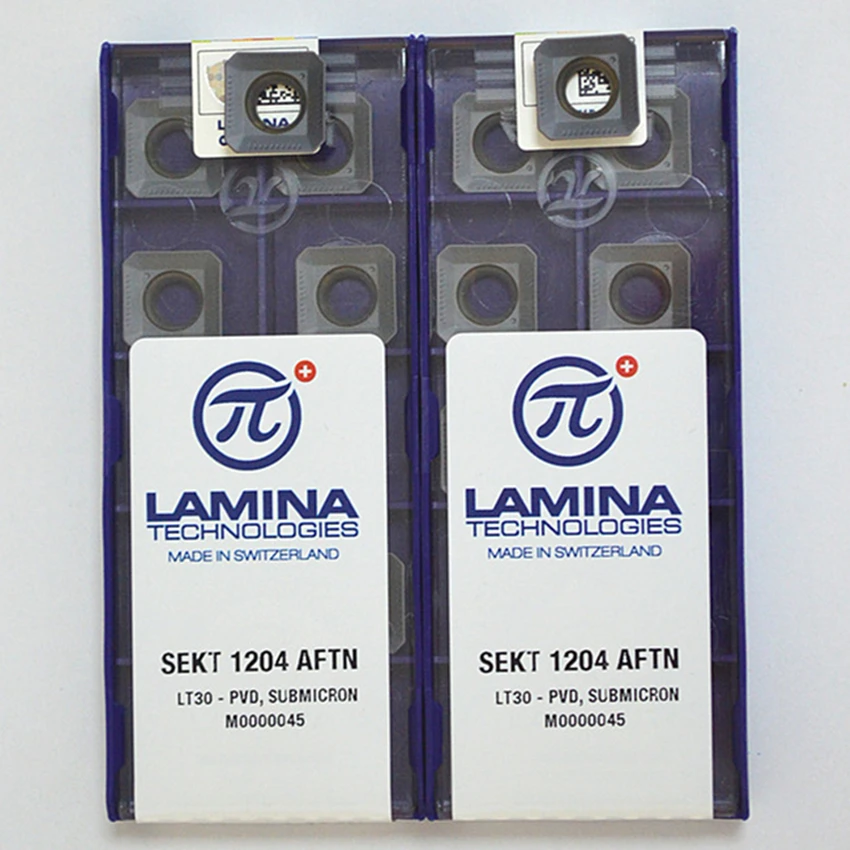 π
π
π
LAMINA
TECHNOLOGIES
MADE IN SWITZERLAND
SEKT 1204 AFTN
LT30 - PVD, SUBMICRON
M0000045
π
LAMINA
TECHNOLOGIES
MADE IN SWITZERLAND
SEKT 1204 AFTN
LT30 - PVD, SUBMICRON
M0000045